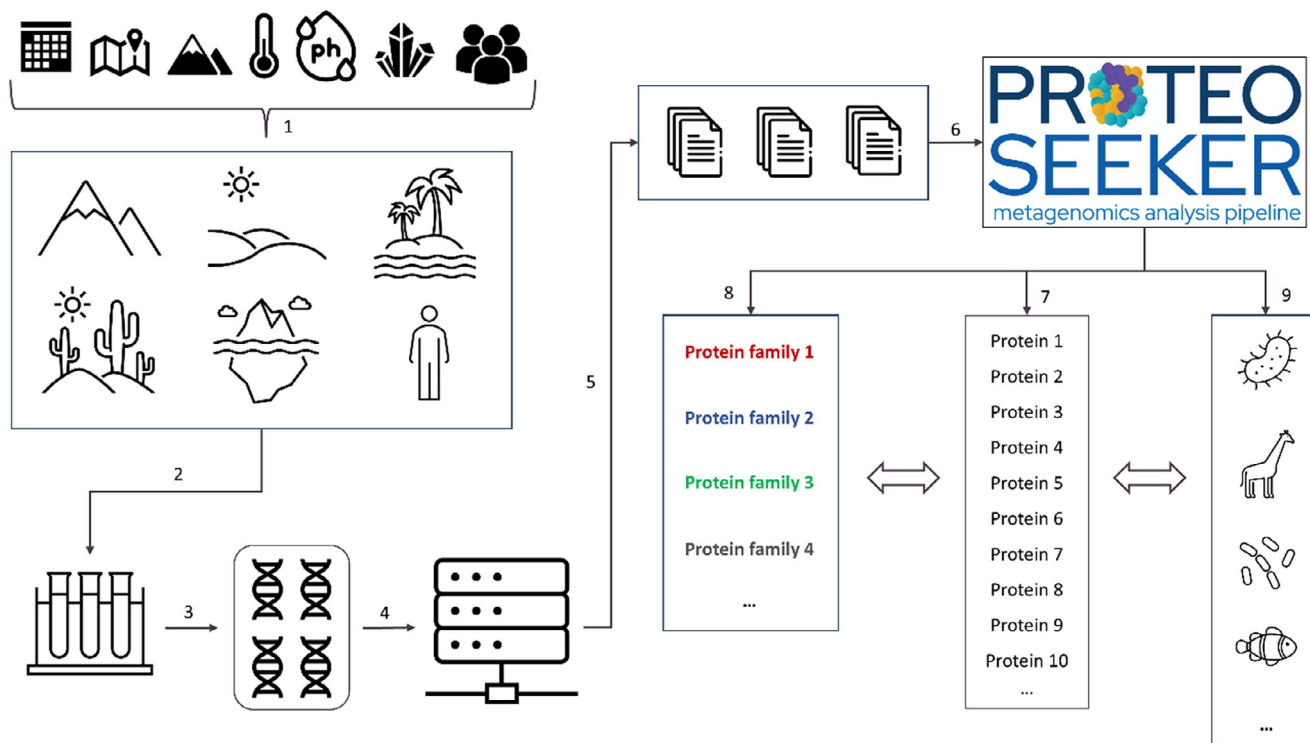 ph
1
2
3
4
5
6
PROTEO
SEEKER
metagenomics analysis pipeline
8
7
9
Protein family 1
Protein family 2
Protein family 3
Protein family 4
...
Protein 1
Protein 2
Protein 3
Protein 4
Protein 5
Protein 6
Protein 7
Protein 8
Protein 9
Protein 10
...
...